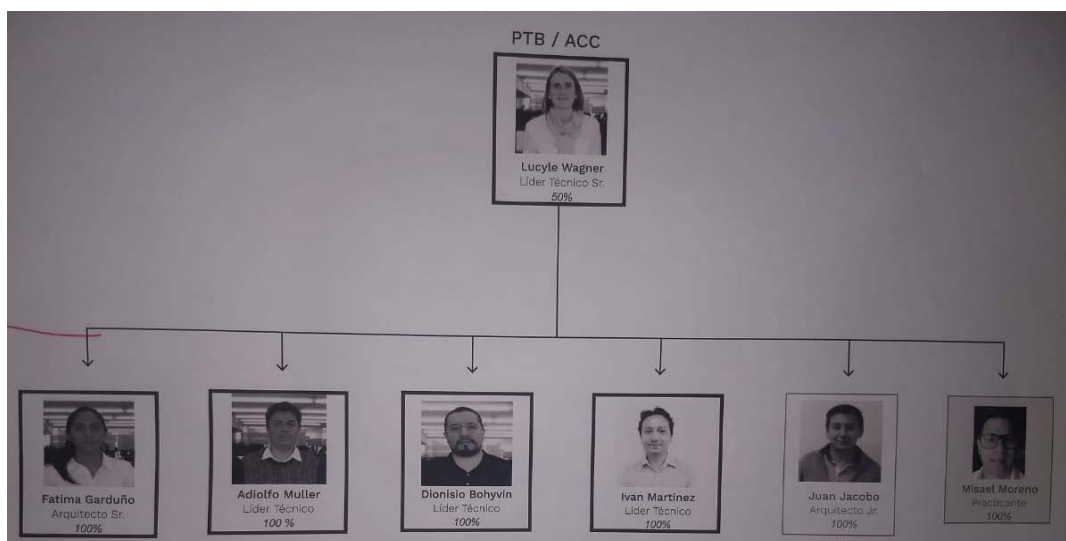 PTB / ACC
Lucyle Wagner
Líder Técnico Sr.
50%
Fatima Garduño
Arquitecto Sr.
100%
Adiolfo Muller
Líder Técnico
100 %
Dionisio Bohyvin
Líder Técnico
100%
Ivan Martinez
Líder Técnico
100%
Juan Jacobo
Arquitecto Jr.
100%
Misael Moreno
Practicante
100%